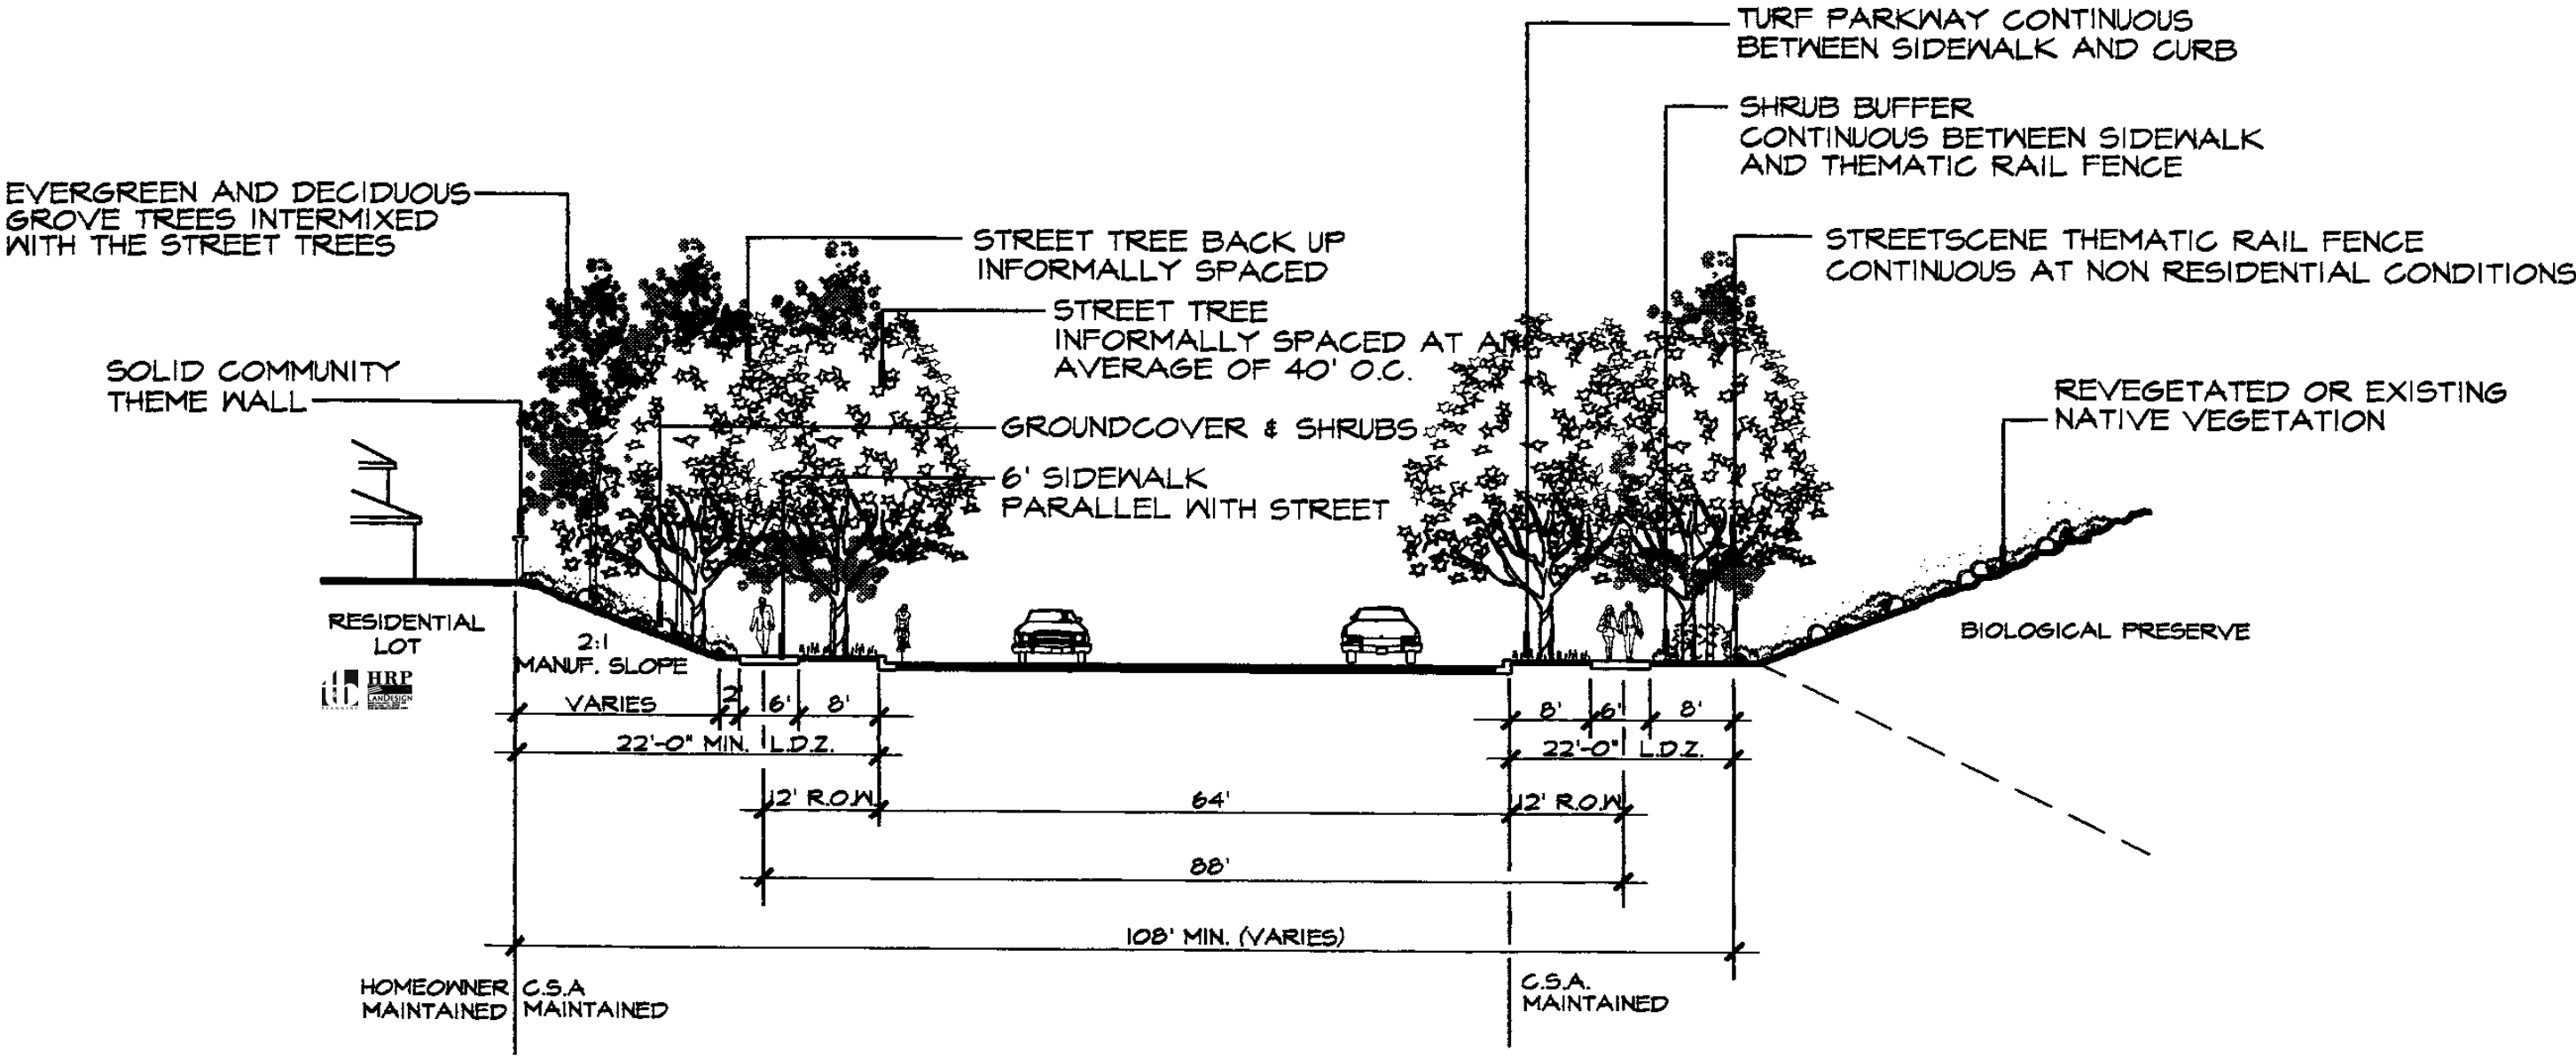 TURF PARKWAY CONTINUOUS
BETWEEN SIDEWALK AND CURB
SHRUB BUFFER
CONTINUOUS BETWEEN SIDEWALK
AND THEMATIC RAIL FENCE
EVERGREEN AND DECIDUOUS
GROVE TREES INTERMIXED
WITH THE STREET TREES
STREET TREE BACK UP
INFORMALLY SPACED
STREETSCENE THEMATIC RAIL FENCE
CONTINUOUS AT NON RESIDENTIAL CONDITIONS
STREET TREE
INFORMALLY SPACED AT AN
AVERAGE OF 40' O.C.
SOLID COMMUNITY
THEME WALL
REVEGETATED OR EXISTING
NATIVE VEGETATION
GROUNDCOVER & SHRUBS
6' SIDEWALK
PARALLEL WITH STREET
RESIDENTIAL
LOT
2:1
MANUF. SLOPE
BIOLOGICAL PRESERVE
HRP
LANDESIGN
PLANNING
VARIES 2' 6' 8'
8' 6' 8'
22'-0" MIN. L.D.Z.
22'-0" L.D.Z.
12' R.O.W. 64' 12' R.O.W
88'
108' MIN. (VARIES)
HOMEOWNER
MAINTAINED
C.S.A
MAINTAINED
C.S.A.
MAINTAINED